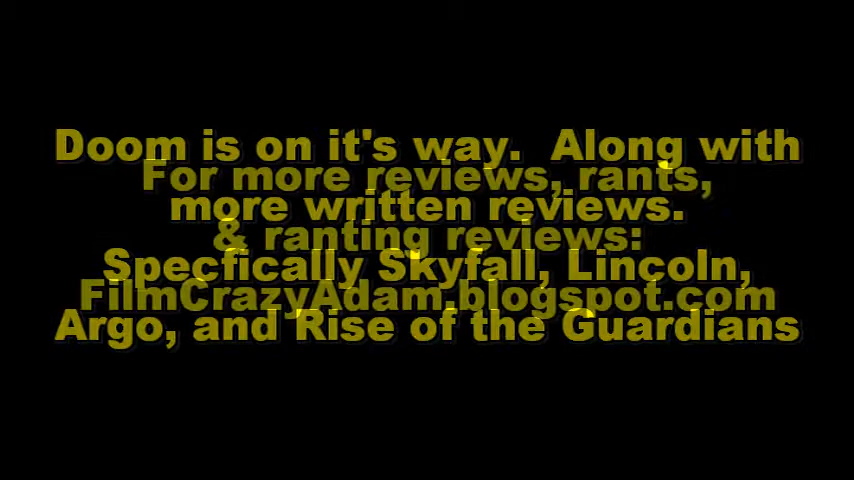 Doom is on it's way.  Along with
For more reviews, rants,
more written reviews.
& ranting reviews:
Specfically Skyfall, Lincoln,
FilmCrazyAdam.blogspot.com
Argo, and Rise of the Guardians